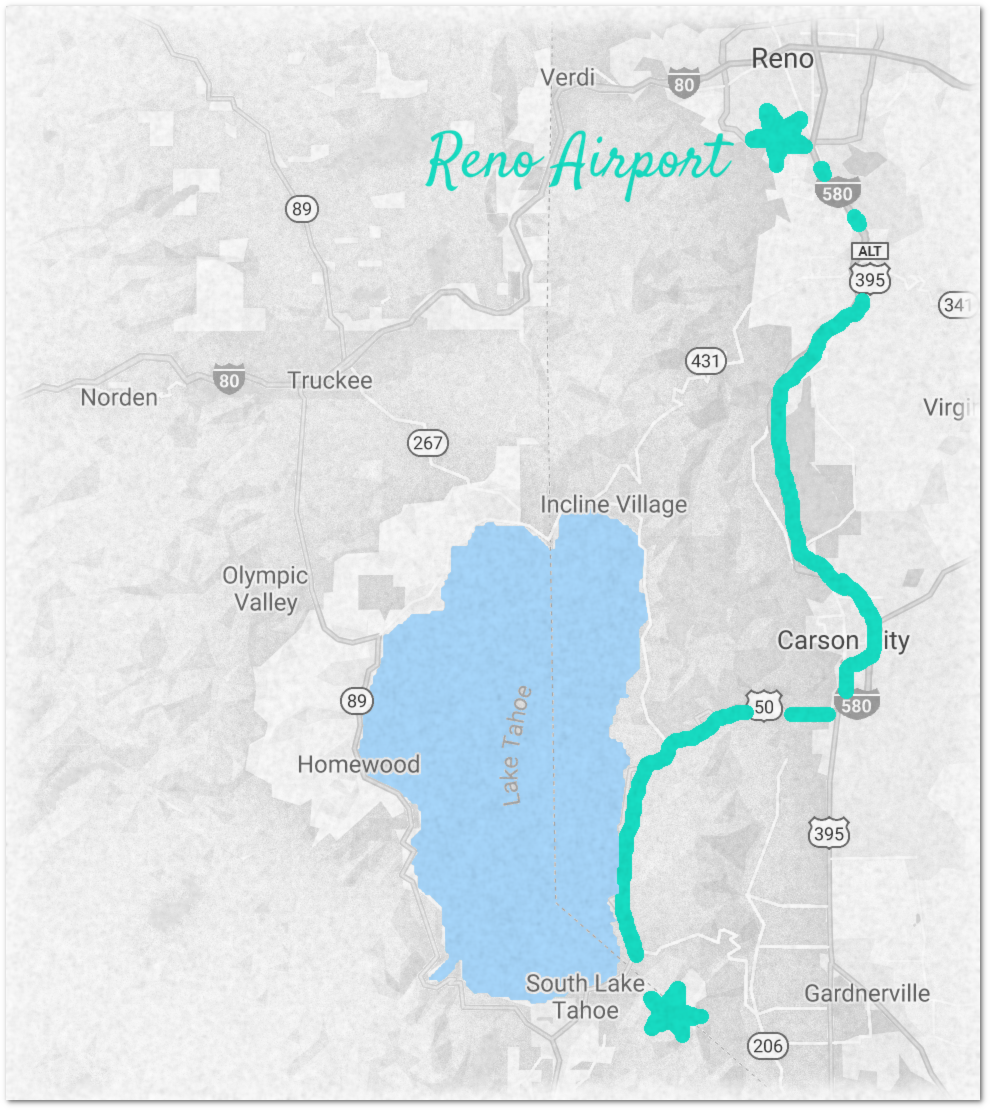 Reno
Verdi
80
Reno Airport
580
89
ALT
395
341
431
80
Truckee
Norden
Virgi
267
Incline Village
Olympic
Valley
Carson ity
89
50
580
Lake Tahoe
Homewood
395
South Lake
Tahoe
Gardnerville
206